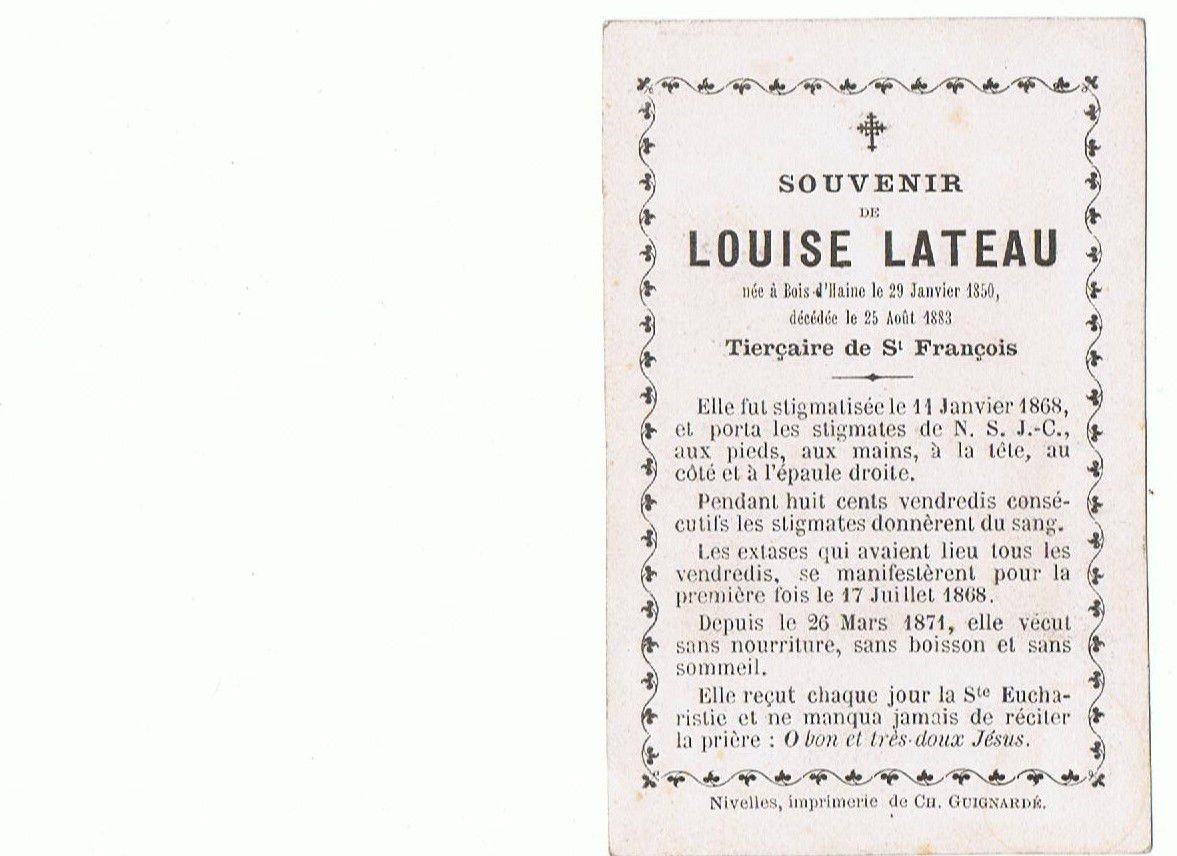 SOUVENIR
DE
LOUISE LATEAU
née à Bois-d'Haine le 29 Janvier 1850,
décédée le 25 Août 1883
Tierçaire de St François
Elle fut stigmatisée le 11 Janvier 1868,
et porta les stigmates de N. S. J.-C.,
aux pieds, aux mains, à la tête, au
côté et à l'épaule droite.
Pendant huit cents vendredis consé-
cutifs les stigmates donnèrent du sang.
Les extases qui avaient lieu tous les
vendredis, se manifestèrent pour la
première fois le 17 Juillet 1868.
Depuis le 26 Mars 1871, elle vécut
sans nourriture, sans boisson et sans
sommeil.
Elle reçut chaque jour la Ste Eucha-
ristie et ne manqua jamais de réciter
la prière : O bon et très-doux Jésus.
Nivelles, imprimerie de CH. GUIGNARDÉ.